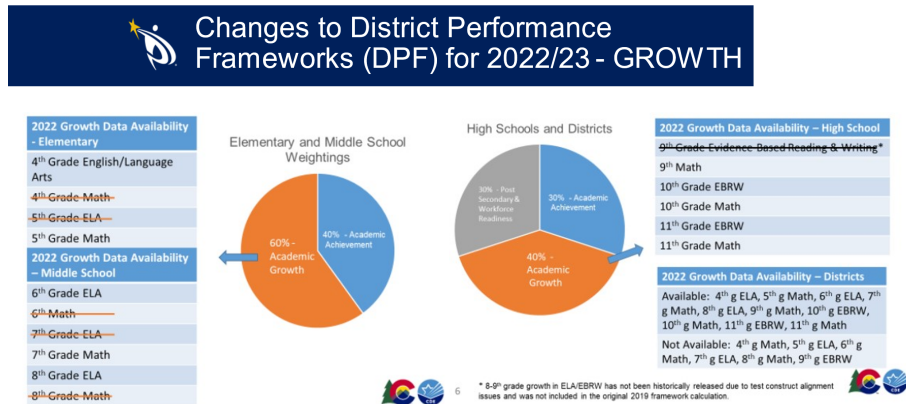 Changes to District Performance
Frameworks (DPF) for 2022/23 - GROWTH
2022 Growth Data Availability
- Elementary
4th Grade English/Language
Arts
4th Grade Math
5th Grade ELA
5th Grade Math
2022 Growth Data Availability
– Middle School
6th Grade ELA
6th Math
7th Grade ELA
7th Grade Math
8th Grade ELA
8th Grade Math
Elementary and Middle School
Weightings
60% -
Academic
Growth
40% - Academic
Achievement
High Schools and Districts
30% - Post
Secondary &
Workforce
Readiness
30% - Academic
Achievement
40% -
Academic
Growth
2022 Growth Data Availability – High School
9th Grade Evidence Based Reading & Writing*
9th Math
10th Grade EBRW
10th Grade Math
11th Grade EBRW
11th Grade Math
2022 Growth Data Availability – Districts
Available: 4th g ELA, 5th g Math, 6th g ELA, 7th
g Math, 8th g ELA, 9th g Math, 10th g EBRW,
10th g Math, 11th g EBRW, 11th g Math
Not Available: 4th g Math, 5th g ELA, 6th g
Math, 7th g ELA, 8th g Math, 9th g EBRW
CDE
6
* 8-9th grade growth in ELA/EBRW has not been historically released due to test construct alignment
issues and was not included in the original 2019 framework calculation.
CDE